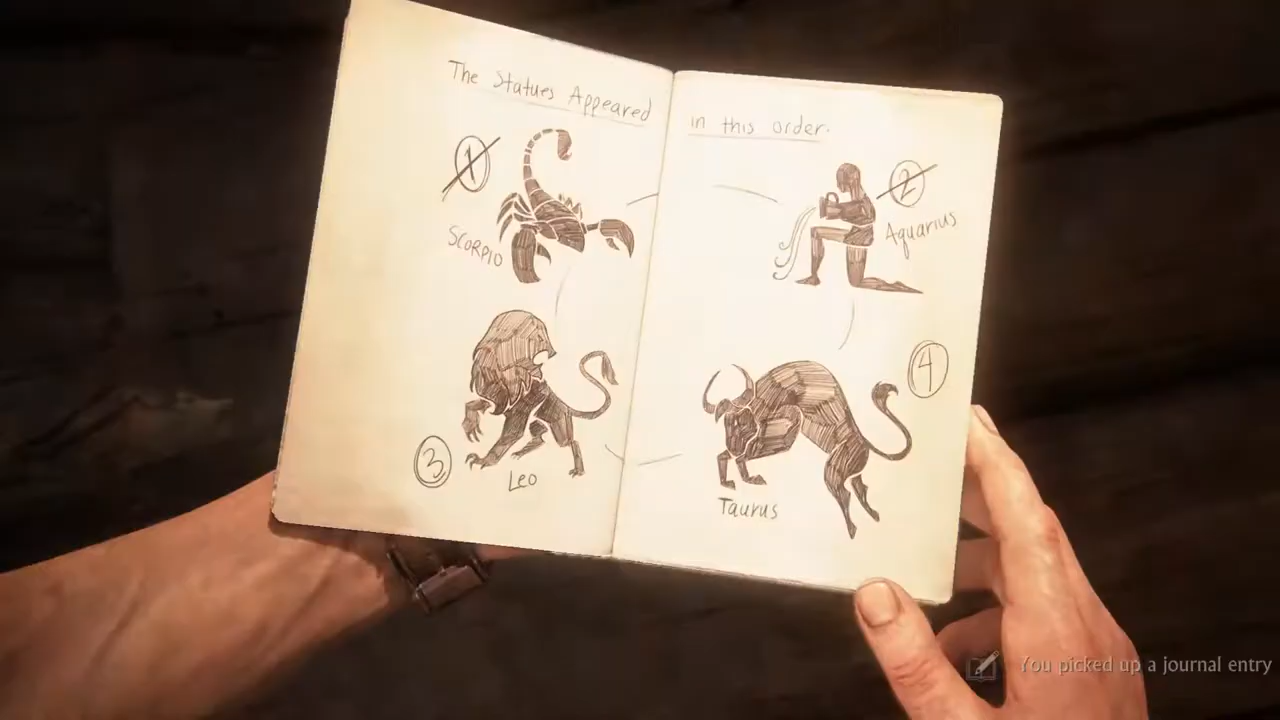 The Statues Appeared
in this order.
1
SCORPIO
2
Aquarius
3
Leo
4
Taurus
You picked up a journal entry